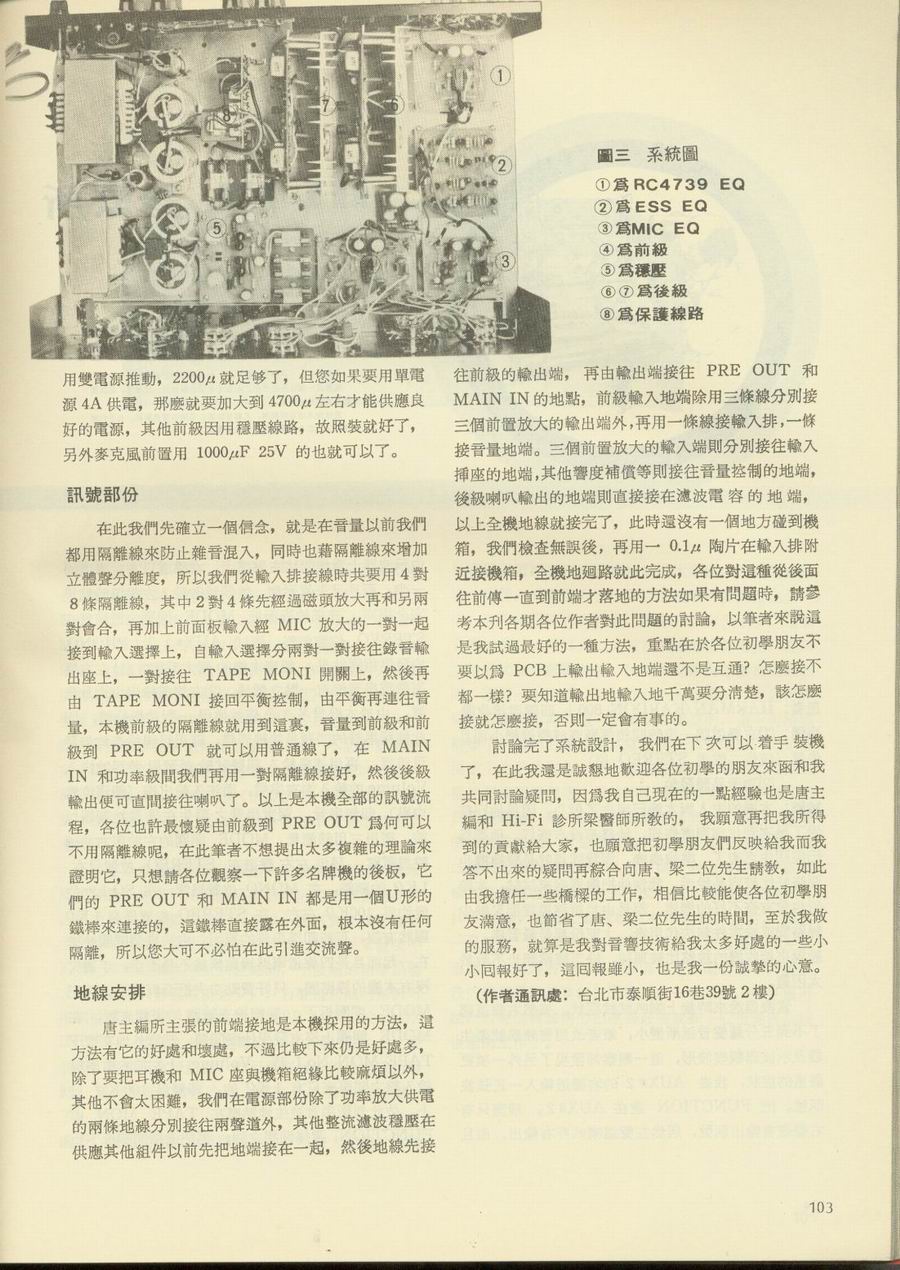 ①
②
③
⑤
⑥
⑦
⑧
圖三　系統圖
①爲RC4739 EQ
②爲ESS EQ
③爲MIC EQ
④爲前級
⑤爲穩壓
⑥⑦爲後級
⑧爲保護線路
用雙電源推動，2200μ就足够了，但您如果要用單電
源4A供電，那麽就要加大到4700μ左右才能供應良
好的電源，其他前級因用穩壓線路，故照裝就好了，
另外麥克風前置用 1000μF 25V 的也就可以了。
訊號部份
在此我們先確立一個信念，就是在音量以前我們
都用隔離線來防止雜音混入，同時也藉隔離線來增加
立體聲分離度，所以我們從輸入排接線時共要用4對
8條隔離線，其中2對4條先經過磁頭放大再和另兩
對會合，再加上前面板輸入經 MIC 放大的一對一起
接到輸入選擇上，自輸入選擇分兩對一對接往錄音輸
出座上，一對接往 TAPE MONI 開關上，然後再
由 TAPE MONI 接回平衡控制，由平衡再連往音
量，本機前級的隔離線就用到這裏，音量到前級和前
級到 PRE OUT 就可以用普通線了，在 MAIN
IN 和功率級間我們再用一對隔離線接好，然後後級
輸出便可直間接往喇叭了。以上是本機全部的訊號流
程，各位也許最懷疑由前級到 PRE OUT 爲何可以
不用隔離線呢，在此筆者不想提出太多複雜的理論來
證明它，只想請各位觀察一下許多名牌機的後板，它
們的 PRE OUT 和 MAIN IN 都是用一個U形的
鐵棒來連接的，這鐵棒直接露在外面，根本沒有任何
隔離，所以您大可不必怕在此引進交流聲。
地線安排
唐主編所主張的前端接地是本機採用的方法，這
方法有它的好處和壞處，不過比較下來仍是好處多，
除了要把耳機和 MIC 座與機箱絕緣比較麻煩以外，
其他不會太困難，我們在電源部份除了功率放大供電
的兩條地線分別接往兩聲道外，其他整流濾波穩壓在
供應其他組件以前先把地端接在一起，然後地線先接
往前級的輸出端，再由輸出端接往 PRE OUT 和
MAIN IN的地點，前級輸入地端除用三條線分別接
三個前置放大的輸出端外，再用一條線接輸入排，一條
接音量地端。三個前置放大的輸入端則分別接往輸入
揷座的地端，其他響度補償等則接往音量控制的地端，
後級喇叭輸出的地端則直接接在濾波電容的地端，
以上全機地線就接完了，此時還沒有一個地方碰到機
箱，我們檢查無誤後，再用一 0.1μ 陶片在輸入排附
近接機箱，全機地廻路就此完成，各位對這種從後面
往前傳一直到前端才落地的方法如果有問題時，請參
考本刋各期各位作者對此問題的討論，以筆者來說這
是我試過最好的一種方法，重點在於各位初學朋友不
要以爲 PCB 上輸出輸入地端還不是互通？怎麽接不
都一樣？要知道輸出地輸入地千萬要分清楚，該怎麽
接就怎麽接，否則一定會有事的。
討論完了系統設計，我們在下次可以着手裝機
了，在此我還是誠懇地歡迎各位初學的朋友來函和我
共同討論疑問，因爲我自己現在的一點經驗也是唐主
編和 Hi-Fi 診所梁醫師所敎的，我願意再把我所得
到的貢獻給大家，也願意把初學朋友們反映給我而我
答不出來的疑問再綜合向唐、梁二位先生請敎，如此
由我擔任一些橋樑的工作，相信比較能使各位初學朋
友滿意，也節省了唐、梁二位先生的時間，至於我做
的服務，就算是我對音響技術給我太多好處的一些小
小囘報好了，這囘報雖小，也是我一份誠摯的心意。
（作者通訊處：台北市泰順街16巷39號2樓）
103